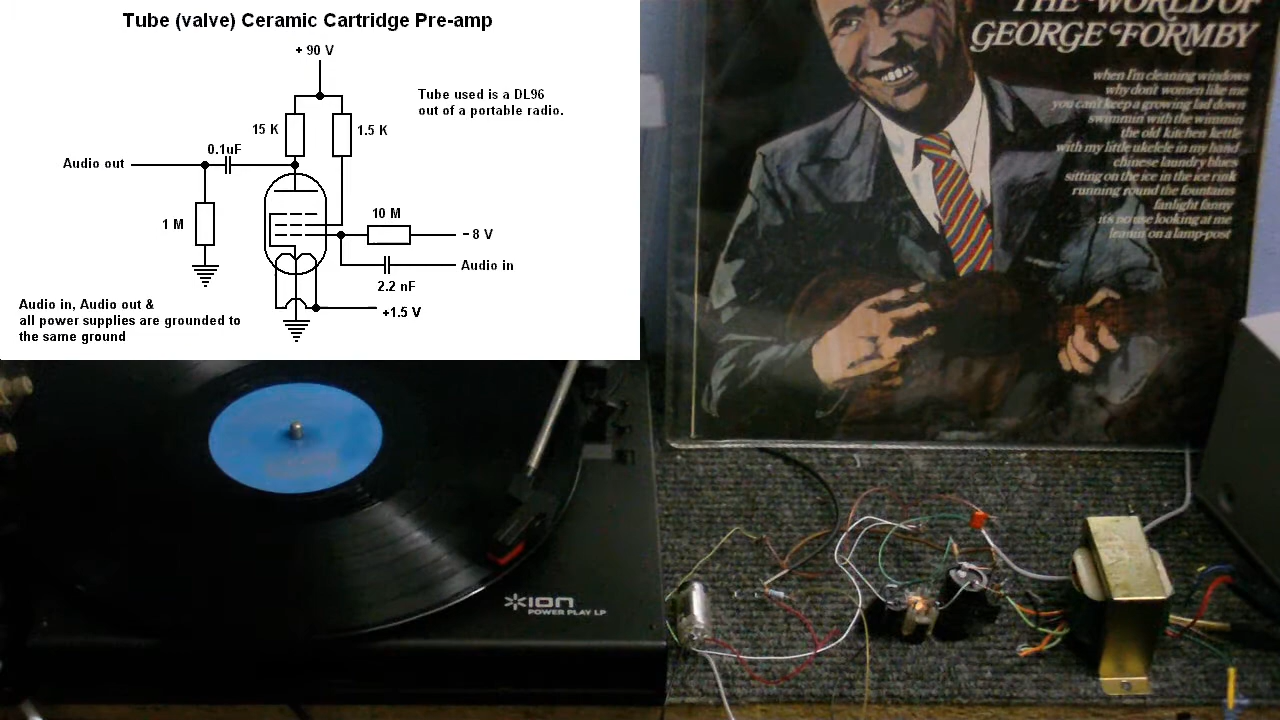 Tube (valve) Ceramic Cartridge Pre-amp
+ 90 V
Tube used is a DL96
out of a portable radio.
15 K
1.5 K
0.1uF
Audio out
1 M
10 M
- 8 V
Audio in
2.2 nF
+1.5 V
Audio in, Audio out &
all power supplies are grounded to
the same ground
THE WORLD OF
GEORGE FORMBY
when I'm cleaning windows
why don't women like me
you can't keep a growing lad down
swimmin with the wimmin
the old kitchen kettle
with my little ukelele in my hand
chinese laundry blues
sitting on the ice in the ice rink
running round the fountains
fanlight fanny
it's no use looking at me
leanin' on a lamp-post
ION
POWER PLAY LP